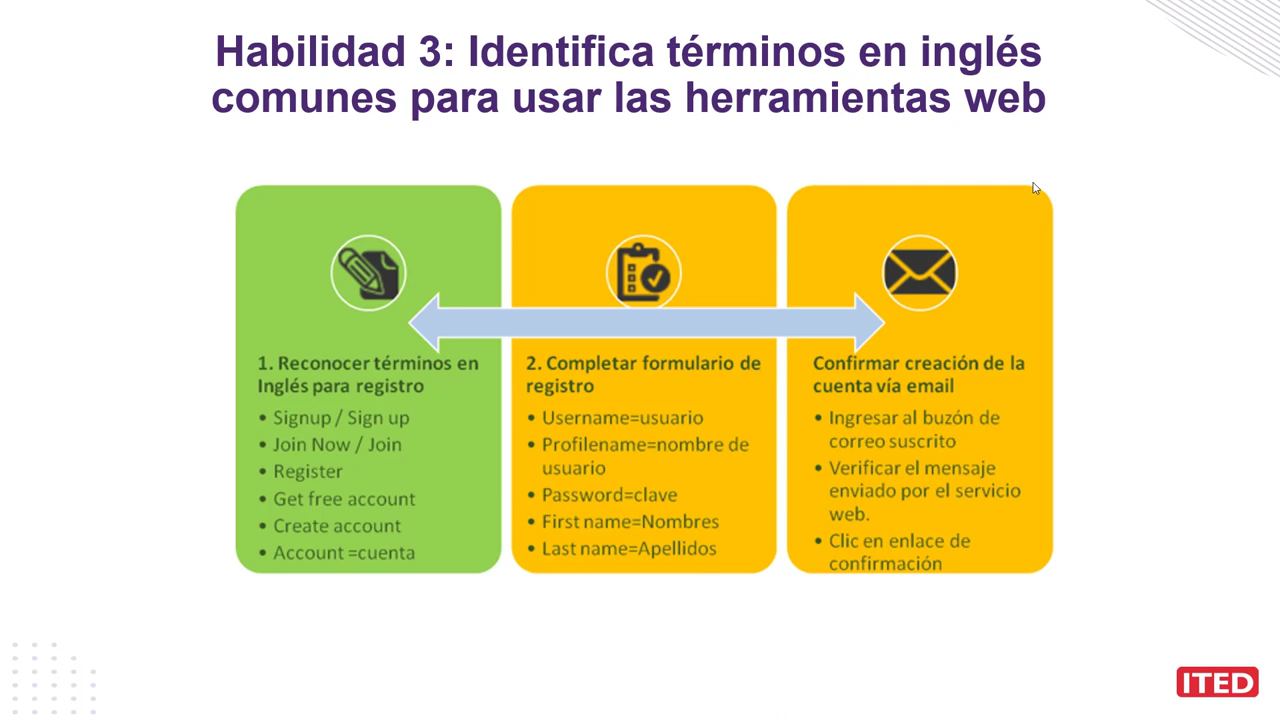 Habilidad 3: Identifica términos en inglés
comunes para usar las herramientas web
1. Reconocer términos en
Inglés para registro
• Signup / Sign up
• Join Now / Join
• Register
• Get free account
• Create account
• Account =cuenta
2. Completar formulario de
registro
• Username=usuario
• Profilename=nombre de
usuario
• Password=clave
• First name=Nombres
• Last name=Apellidos
Confirmar creación de la
cuenta vía email
• Ingresar al buzón de
correo suscrito
• Verificar el mensaje
enviado por el servicio
web.
• Clic en enlace de
confirmación
ITED